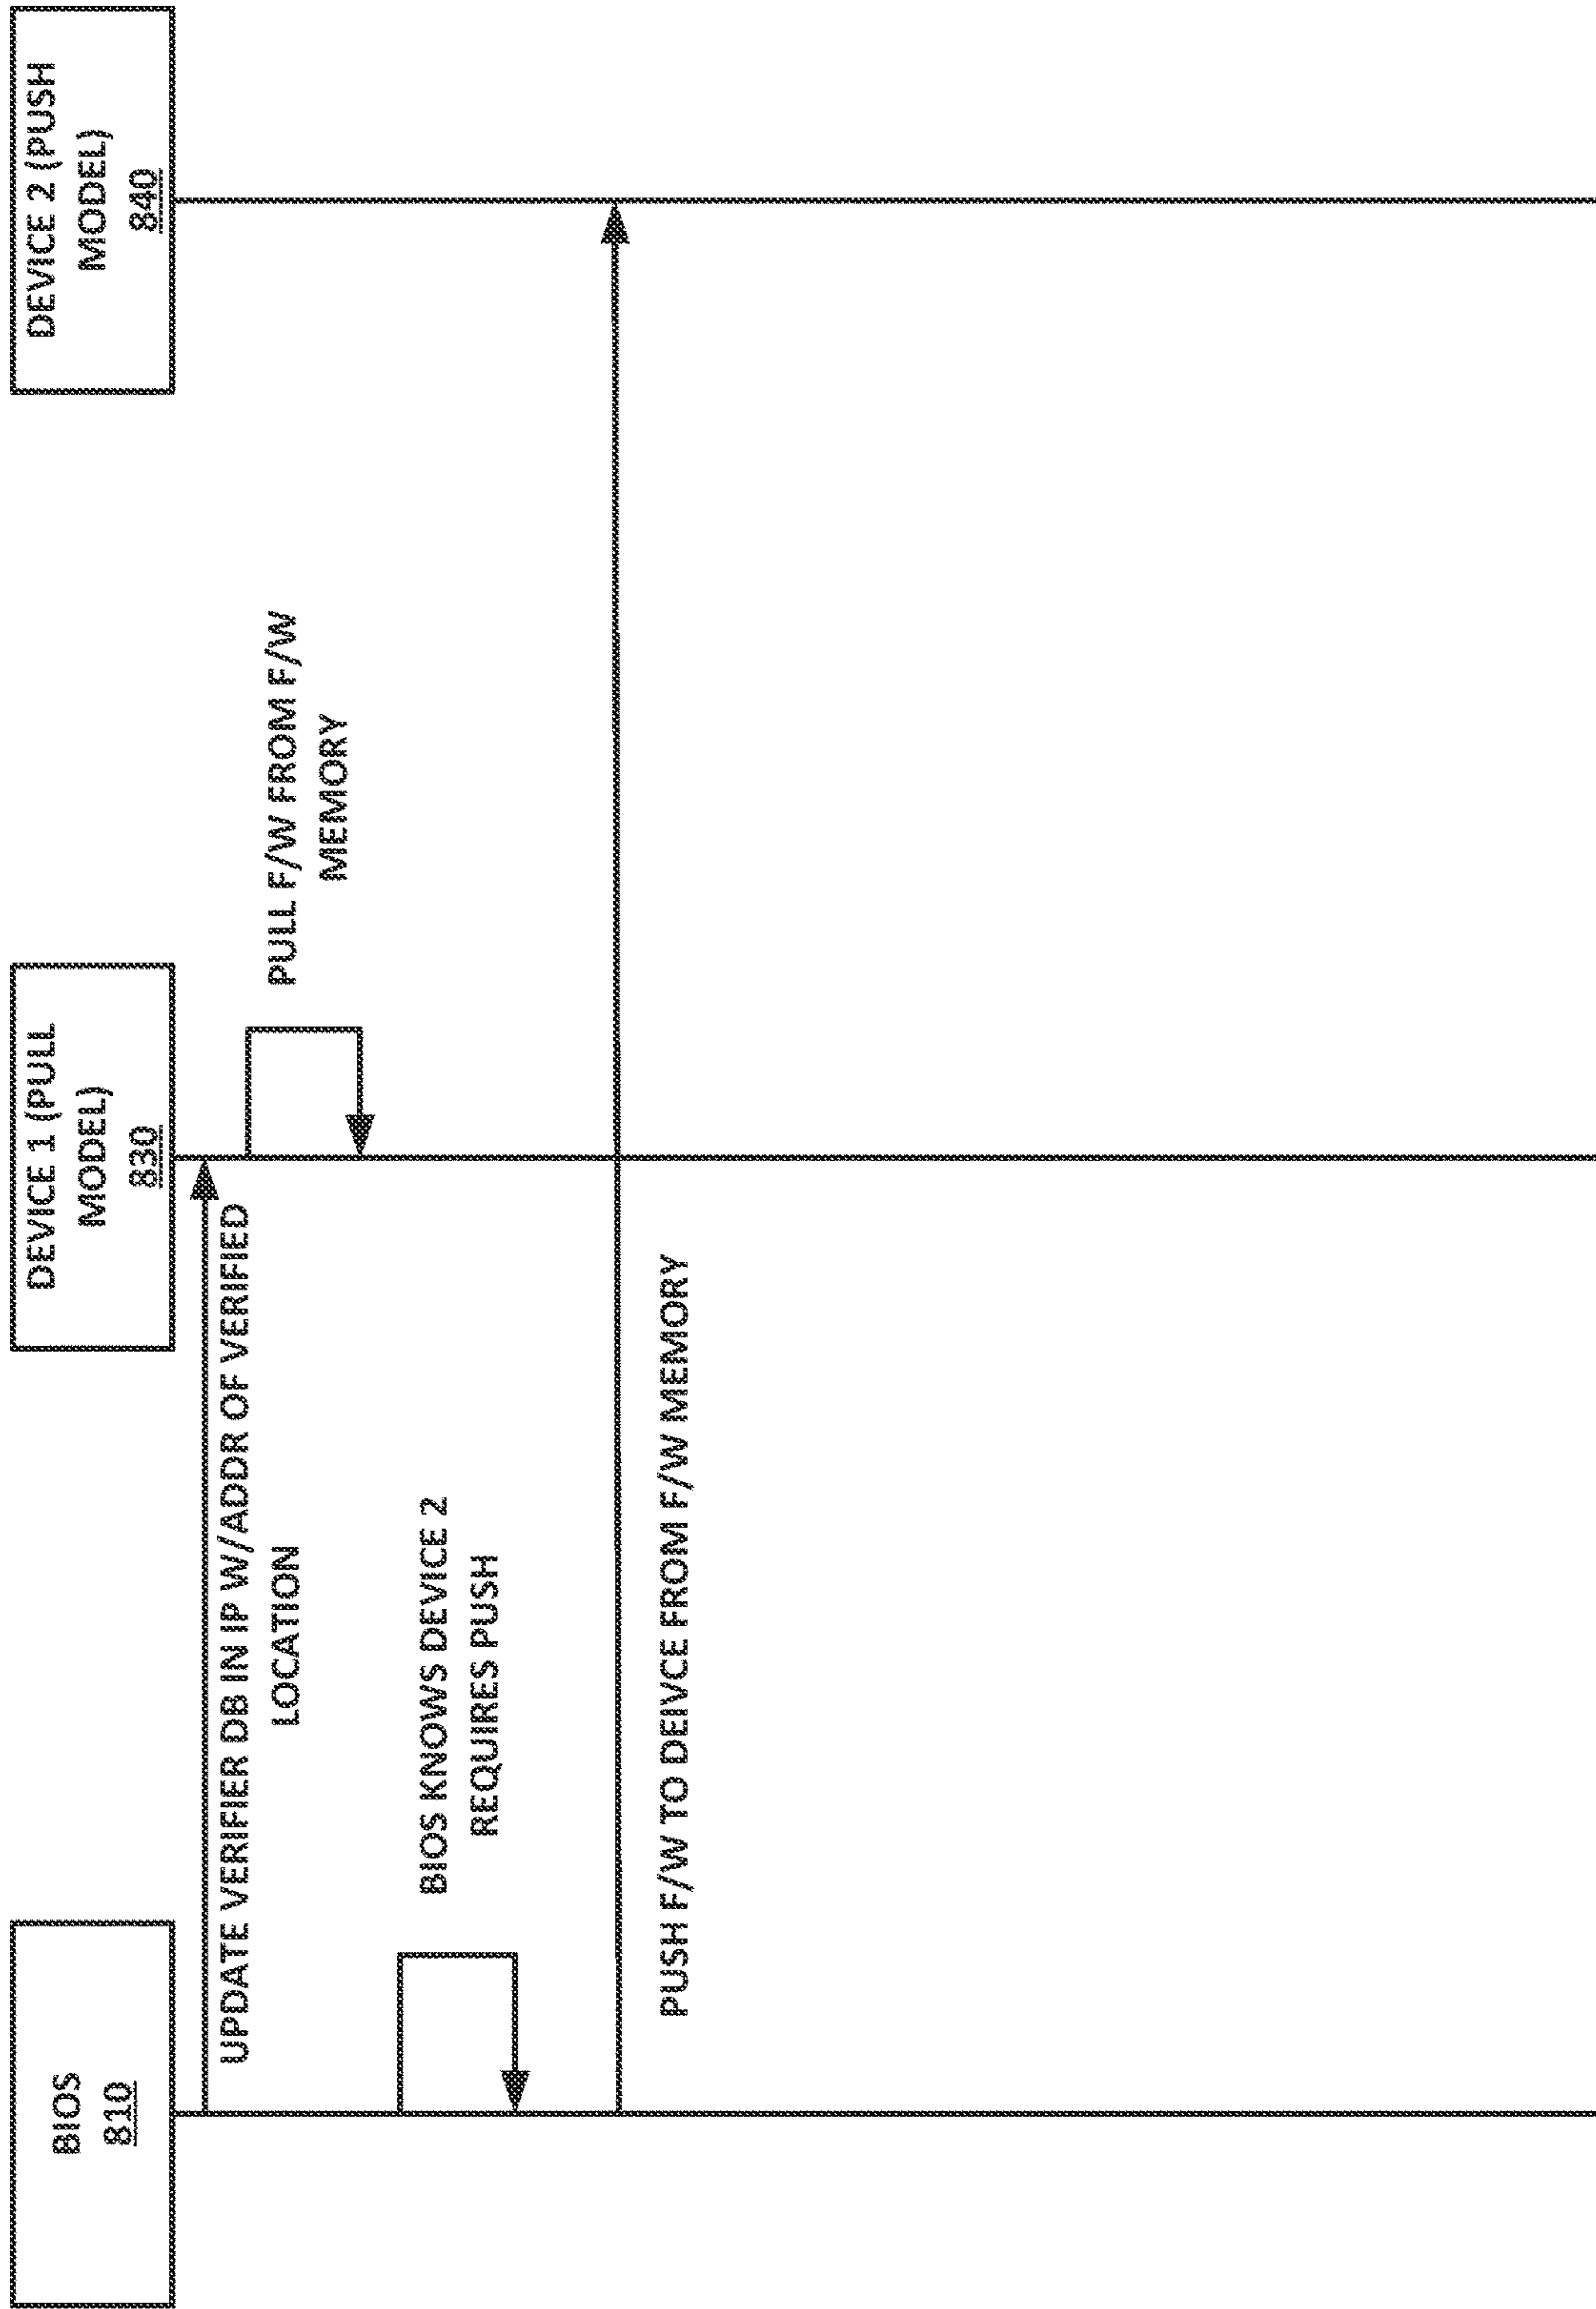 BIOS
810
DEVICE 1 (PULL
MODEL)
830
DEVICE 2 (PUSH
MODEL)
840
UPDATE VERIFIER DB IN IP W/ADDR OF VERIFIED
LOCATION
PULL F/W FROM F/W
MEMORY
BIOS KNOWS DEVICE 2
REQUIRES PUSH
PUSH F/W TO DEIVCE FROM F/W MEMORY